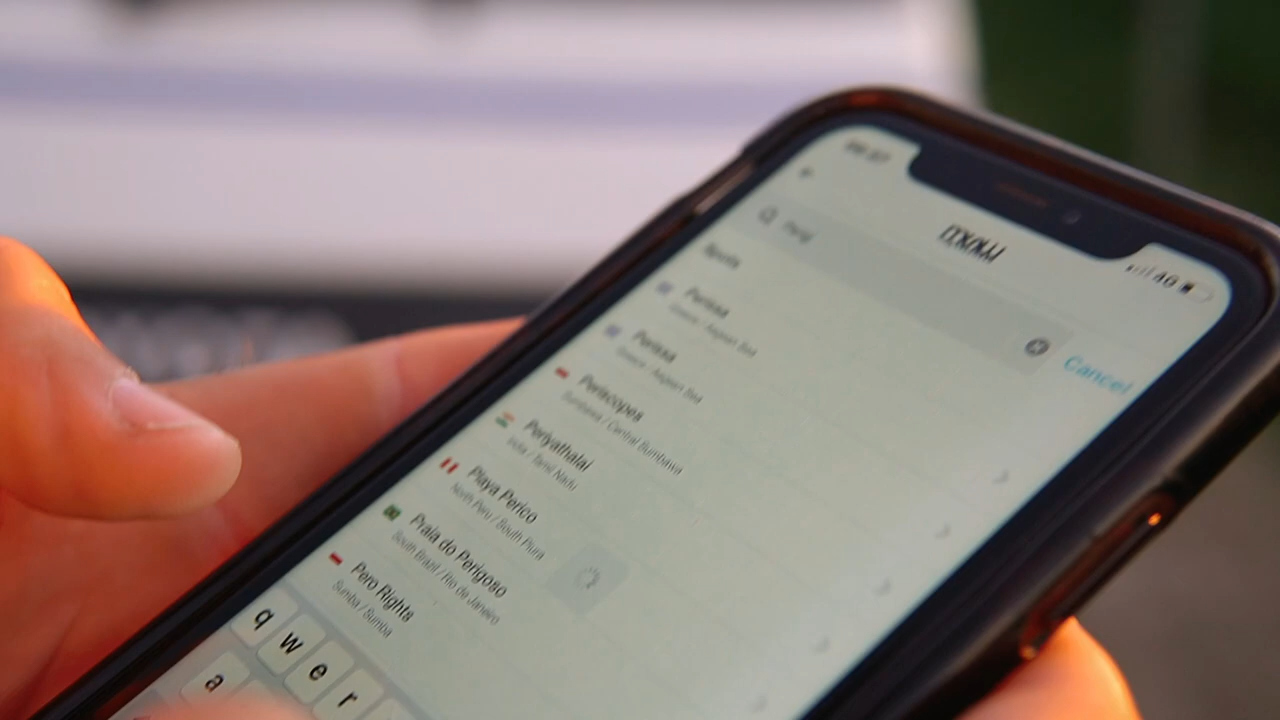 4G
Cancel
Spots
Perissa
Greece / Aegean Sea
Perissa
Greece / Aegean Sea
Periscopes
Sumbawa / Central Sumbawa
Periyathalai
India / Tamil Nadu
Playa Perico
North Peru / South Piura
Praia do Perigoso
South Brazil / Rio de Janeiro
Pero Rights
Sumba / Sumba
q w e r
a